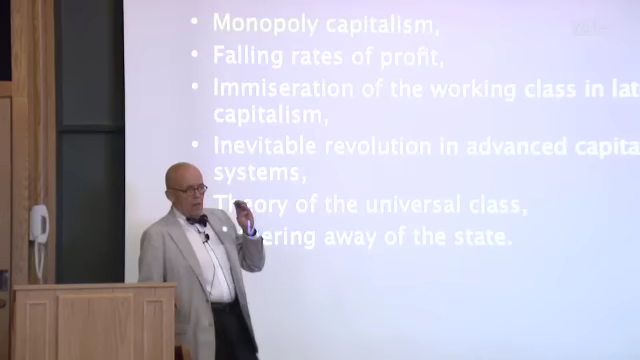 • Monopoly capitalism,
• Falling rates of profit,
• Immiseration of the working class in lat
capitalism,
• Inevitable revolution in advanced capita
systems,
Theory of the universal class,
• ering away of the state.